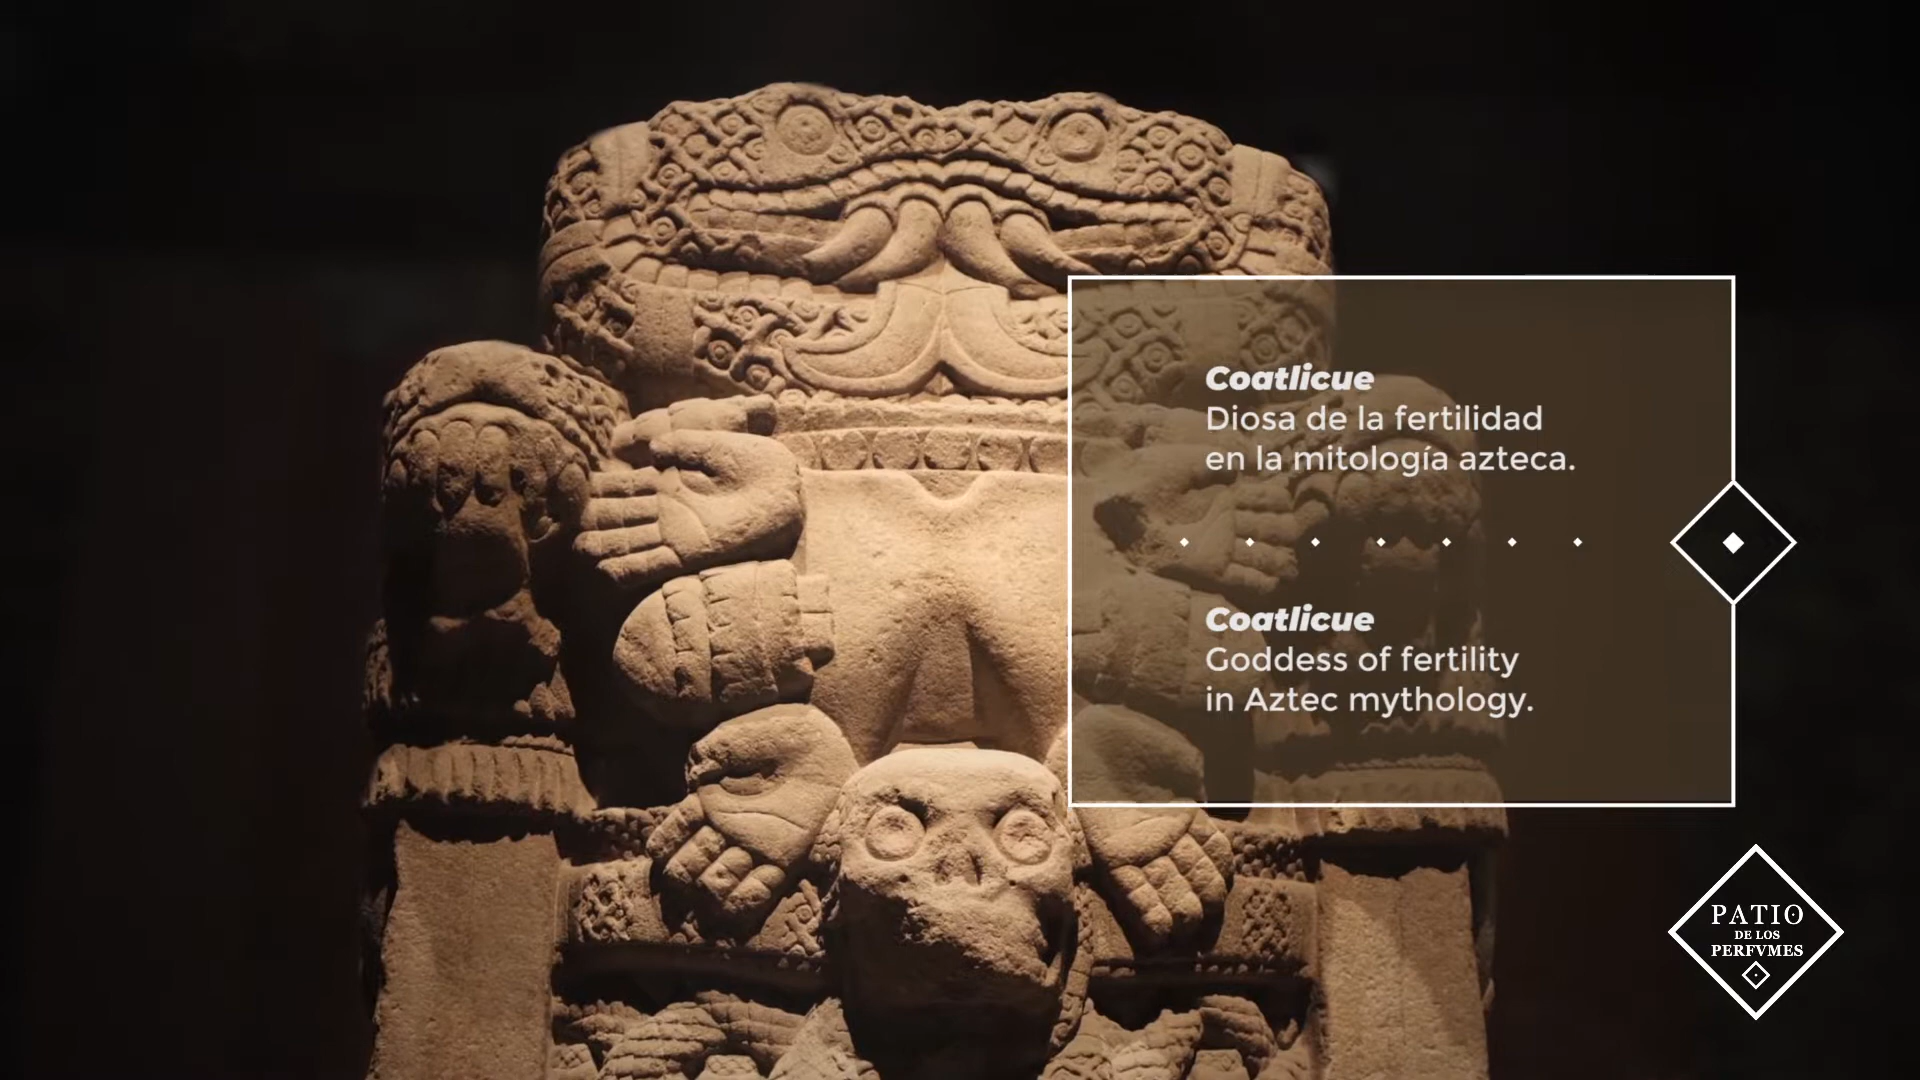 Coatlicue
Diosa de la fertilidad
en la mitología azteca.
Coatlicue
Goddess of fertility
in Aztec mythology.
PATIO
DE LOS
PERFVMES